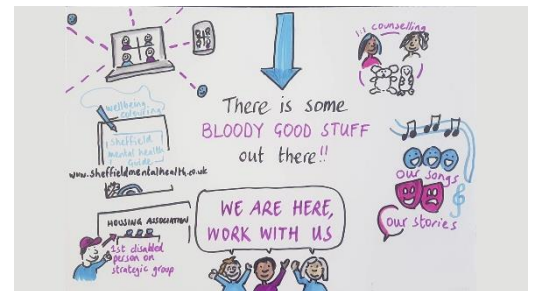 1:1 counselling
wellbeing
colouring
Sheffield
mental health
Guide
www.sheffieldmentalhealth.co.uk
There is some
BLOODY GOOD STUFF
out there!!
our songs
our stories
HOUSING ASSOCIATION
1st disabled
person on
strategic group
WE ARE HERE,
WORK WITH US